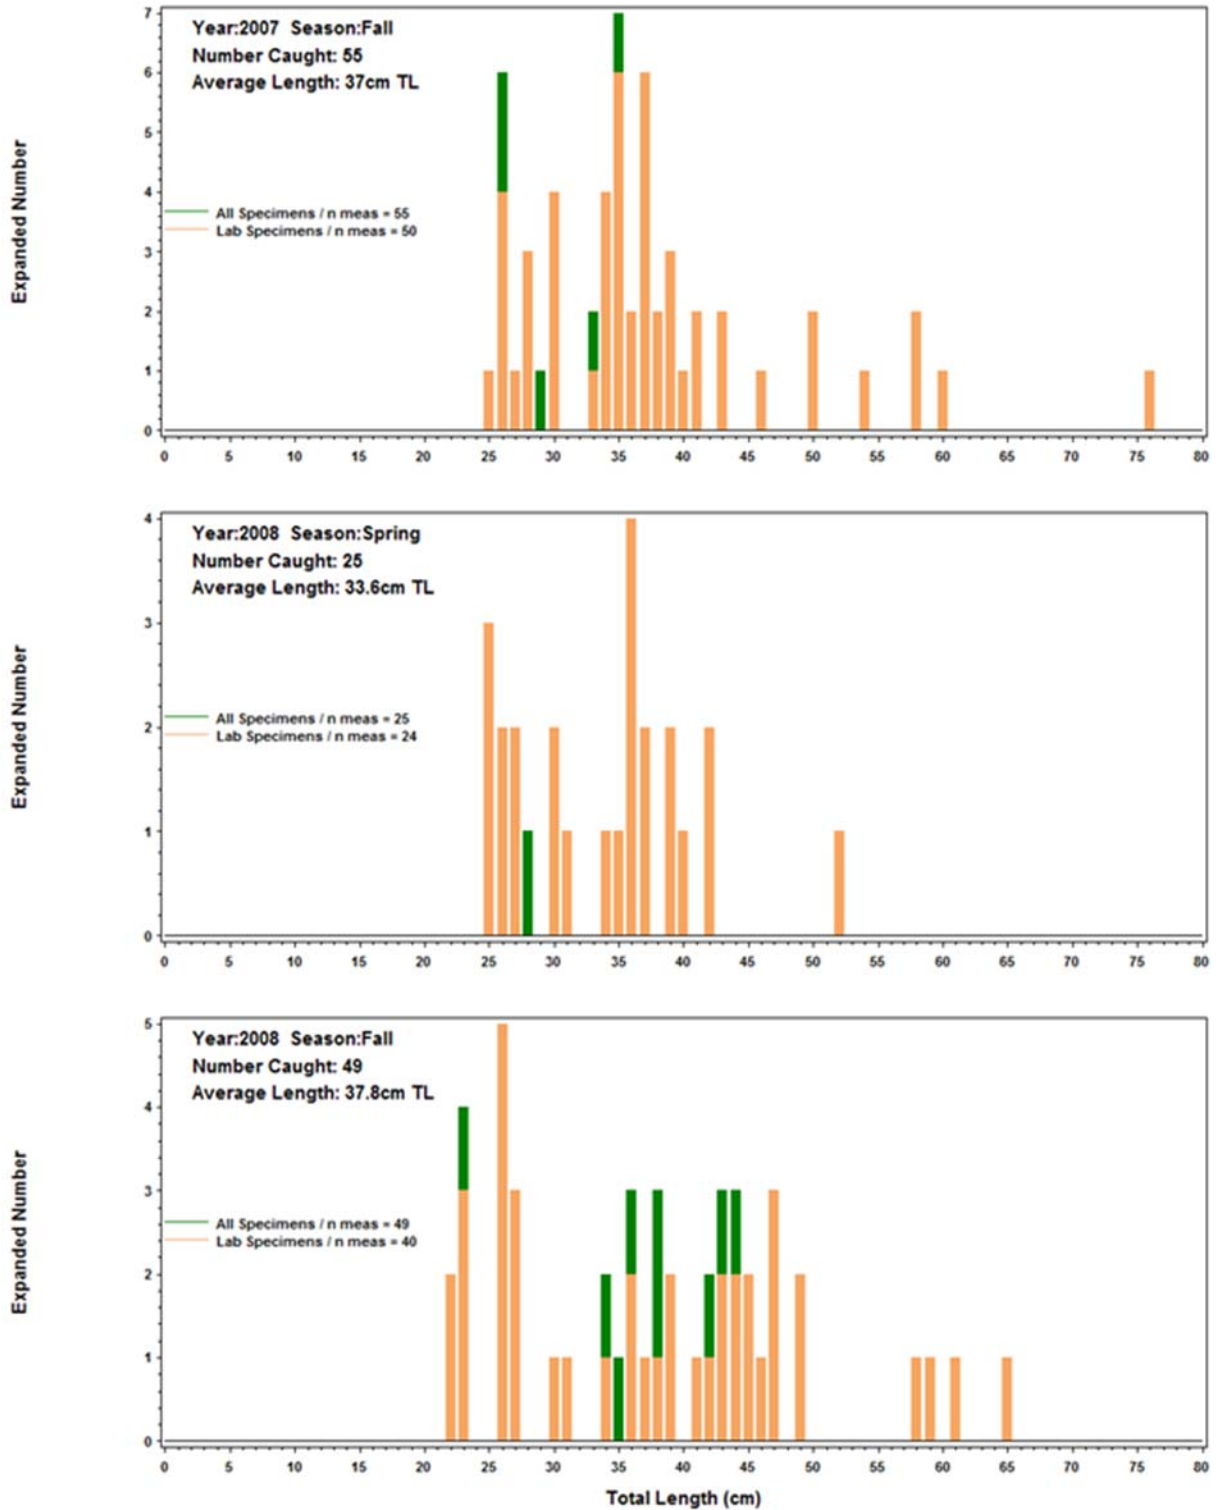 Year:2007 Season:Fall
Number Caught: 55
Average Length: 37cm TL
All Specimens / n meas = 55
Lab Specimens / n meas = 50
Expanded Number
7
6
5
4
3
2
1
0
0 5 10 15 20 25 30 35 40 45 50 55 60 65 70 75 80
Year:2008 Season:Spring
Number Caught: 25
Average Length: 33.6cm TL
All Specimens / n meas = 25
Lab Specimens / n meas = 24
Expanded Number
4
3
2
1
0
0 5 10 15 20 25 30 35 40 45 50 55 60 65 70 75 80
Year:2008 Season:Fall
Number Caught: 49
Average Length: 37.8cm TL
All Specimens / n meas = 49
Lab Specimens / n meas = 40
Expanded Number
5
4
3
2
1
0
0 5 10 15 20 25 30 35 40 45 50 55 60 65 70 75 80
Total Length (cm)